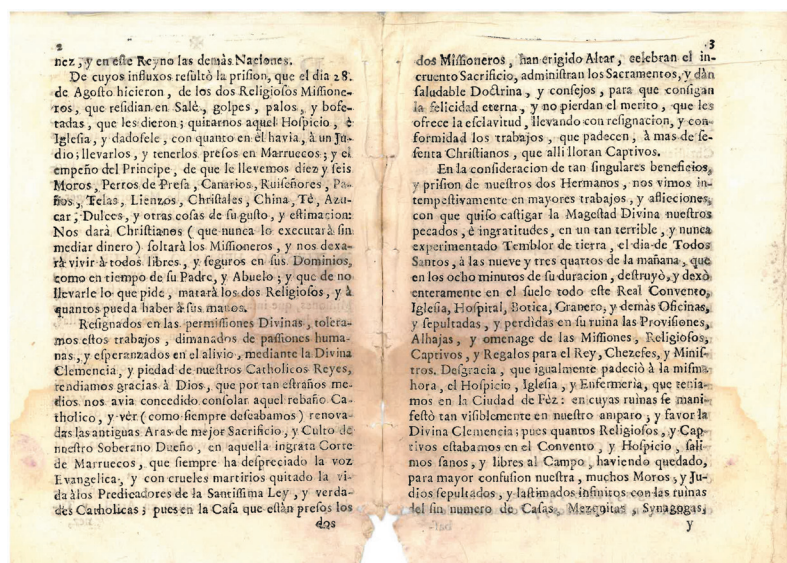 2
nez, y en este Reyno las demàs Naciones.
De cuyos influxos resultò la prision, que el dia 28.
de Agosto hicieron, de los dos Religiosos Missione-
ros, que residian en Salè, golpes, palos, y bofe-
tadas, que les dieron; quitarnos aquel Hospicio, è
Iglesia, y dadosele, con quanto en èl havia, à un Ju-
dio; llevarlos, y tenerlos presos en Marruecos; y el
empeño del Principe, de que le llevemos diez y seis
Moros, Perros de Presa, Canarios, Ruiseñores, Pa-
ños, Telas, Lienzos, Christales, China, Tè, Azu-
car, Dulces, y otras cosas de su gusto, y estimacion:
Nos darà Christianos (que nunca lo executarà sin
mediar dinero) soltarà los Missioneros, y nos dexa-
rà vivir à todos libres, y seguros en sus Dominios,
como en tiempo de su Padre, y Abuelo; y que de no
llevarle lo que pide, matarà los dos Religiosos, y à
quantos pueda haber à sus manos.
Resignados en las permissiones Divinas, tolera-
mos estos trabajos, dimanados de passiones huma-
nas, y esperanzados en el alivio, mediante la Divina
Clemencia, y piedad de nuestros Catholicos Reyes,
rendiamos gracias à Dios, que por tan estraños me-
dios nos avia concedido consolar aquel rebaño Ca-
tholico, y vèr (como siempre deseabamos) renova-
das las antiguas Aras de mejor Sacrificio, y Culto de
nuestro Soberano Dueño, en aquella ingrata Corte
de Marruecos, que siempre ha despreciado la voz
Evangelica, y con crueles martirios quitado la vi-
da à los Predicadores de la Santissima Ley, y verda-
des Catholicas; pues en la Casa que estàn presos los
dos
3
dos Missioneros, han erigido Altar, celebran el in-
cruento Sacrificio, administran los Sacramentos, y dàn
saludable Doctrina, y consejos, para que consigan
la felicidad eterna, y no pierdan el merito, que les
ofrece la esclavitud, llevando con resignacion, y con-
formidad los trabajos, que padecen, à mas de se-
senta Christianos, que alli lloran Captivos.
En la consideracion de tan singulares beneficios,
y prision de nuestros dos Hermanos, nos vimos in-
tempestivamente en mayores trabajos, y aflicciones,
con que quiso castigar la Magestad Divina nuestros
pecados, è ingratitudes, en un tan terrible, y nunca
experimentado Temblor de tierra, el dia de Todos
Santos, à las nueve y tres quartos de la mañana, que
en los ocho minutos de su duracion, destruyò, y dexò
enteramente en el suelo todo este Real Convento,
Iglesia, Hospital, Botica, Granero, y demàs Oficinas,
y sepultadas, y perdidas en su ruina las Provisiones,
Alhajas, y omenage de las Missiones, Religiosos,
Captivos, y Regalos para el Rey, Chezefes, y Minis-
tros. Desgracia, que igualmente padeciò à la misma
hora, el Hospicio, Iglesia, y Enfermeria, que tenia-
mos en la Ciudad de Fèz: en cuyas ruinas se mani-
festò tan visiblemente en nuestro amparo, y favor la
Divina Clemencia; pues quantos Religiosos, y Cap-
tivos estabamos en el Convento, y Hospicio, sali-
mos sanos, y libres al Campo, haviendo quedado,
para mayor confusion nuestra, muchos Moros, y Ju-
dios sepultados, y lastimados infinitos con las ruinas
del sin numero de Casas, Mezquitas, Synagogas,
y